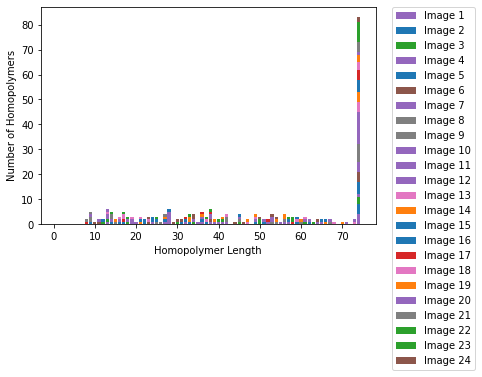 80
70
60
50
40
30
20
10
0
Number of Homopolymers
0 10 20 30 40 50 60 70
Homopolymer Length
Image 1
Image 2
Image 3
Image 4
Image 5
Image 6
Image 7
Image 8
Image 9
Image 10
Image 11
Image 12
Image 13
Image 14
Image 15
Image 16
Image 17
Image 18
Image 19
Image 20
Image 21
Image 22
Image 23
Image 24